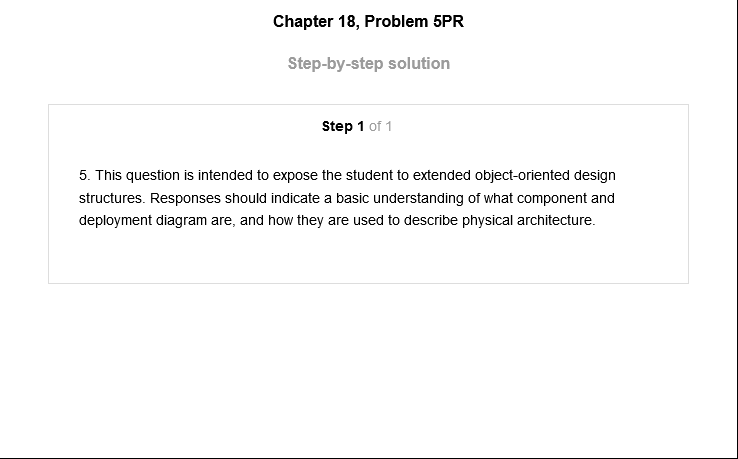 Chapter 18, Problem 5PR
Step-by-step solution
Step 1 of 1
5. This question is intended to expose the student to extended object-oriented design
structures. Responses should indicate a basic understanding of what component and
deployment diagram are, and how they are used to describe physical architecture.